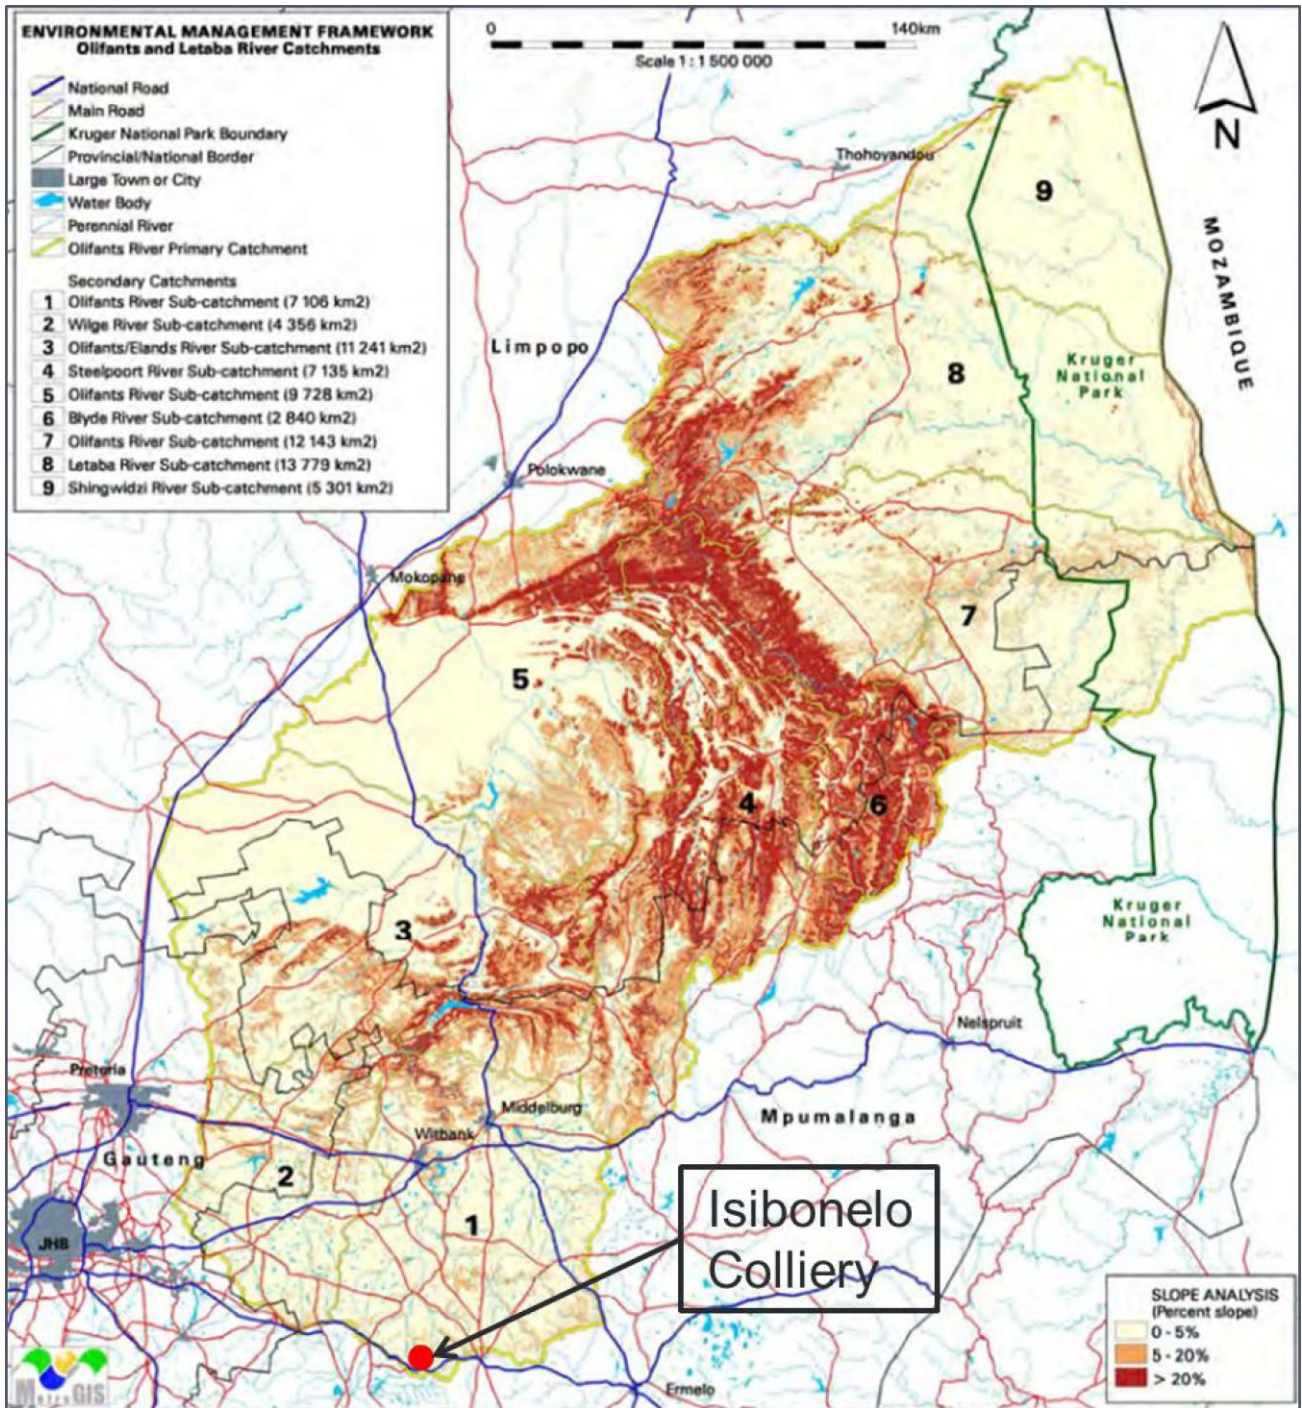 ENVIRONMENTAL MANAGEMENT FRAMEWORK
Olifants and Letaba River Catchments
National Road
Main Road
Kruger National Park Boundary
Provincial/National Border
Large Town or City
Water Body
Perennial River
Olifants River Primary Catchment
Secondary Catchments
1 Olifants River Sub-catchment (7 106 km2)
2 Wilge River Sub-catchment (4 356 km2)
3 Olifants/Elands River Sub-catchment (11 241 km2)
4 Steelpoort River Sub-catchment (7 135 km2)
5 Olifants River Sub-catchment (9 728 km2)
6 Blyde River Sub-catchment (2 840 km2)
7 Olifants River Sub-catchment (12 143 km2)
8 Letaba River Sub-catchment (13 779 km2)
9 Shingwidzi River Sub-catchment (5 301 km2)
0 140km
Scale 1 : 1 500 000
N
Thohoyandou
9
MOZAMBIQUE
Limpopo
8
Kruger
National
Park
Polokwane
Mokopane
7
5
4
6
3
Kruger
National
Park
Nelspruit
Pretoria
Middelburg
Mpumalanga
Witbank
Gauteng
2
1
Isibonelo
Colliery
JHB
Ermelo
SLOPE ANALYSIS
(Percent slope)
0 - 5%
5 - 20%
> 20%
MetroGIS